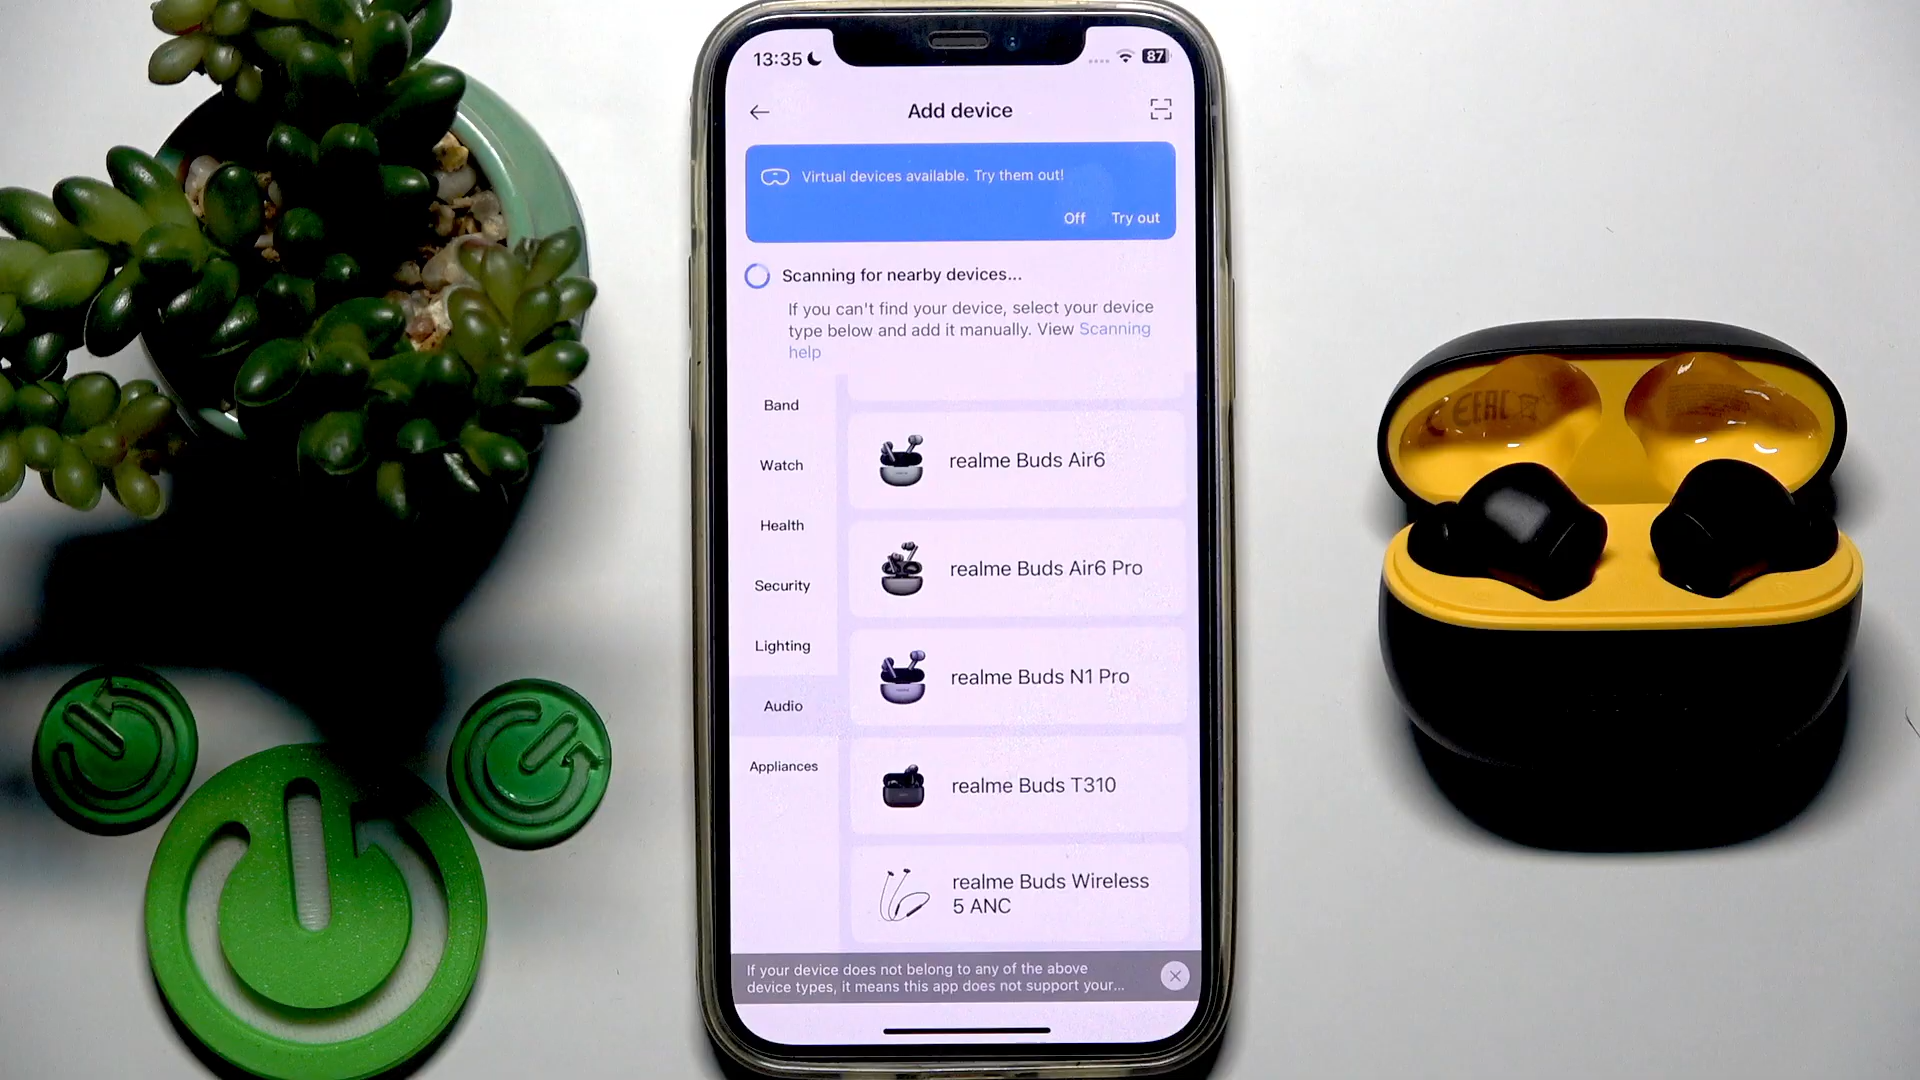 13:35
87
Add device
Virtual devices available. Try them out!
Off Try out
Scanning for nearby devices...
If you can't find your device, select your device
type below and add it manually. View Scanning
help
Band
Watch
Health
Security
Lighting
Audio
Appliances
realme Buds Air6
realme Buds Air6 Pro
realme Buds N1 Pro
realme Buds T310
realme Buds Wireless
5 ANC
If your device does not belong to any of the above
device types, it means this app does not support your...
EAC